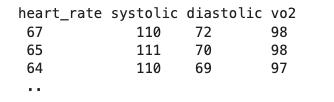 heart_rate systolic diastolic vo2
67 110 72 98
65 111 70 98
64 110 69 97
..